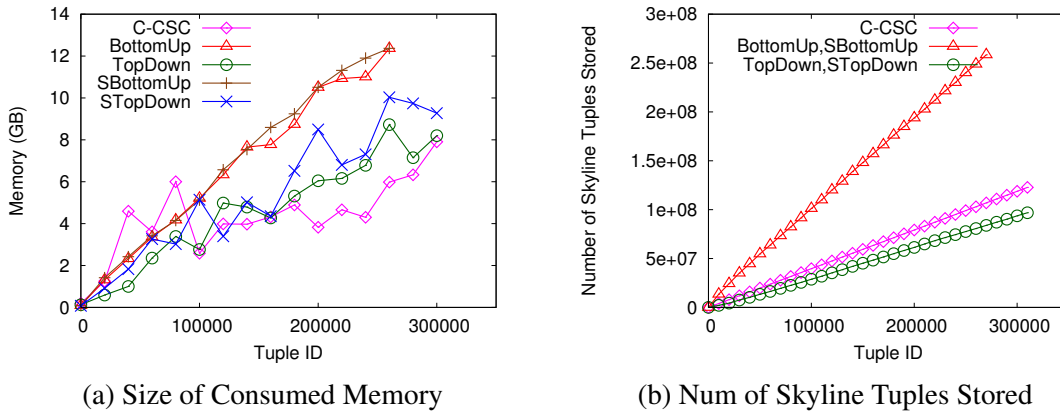 C-CSC
BottomUp
TopDown
SBottomUp
STopDown
Memory (GB)
14
12
10
8
6
4
2
0
0
100000
200000
300000
Tuple ID
(a) Size of Consumed Memory
C-CSC
BottomUp,SBottomUp
TopDown,STopDown
Number of Skyline Tuples Stored
3e+08
2.5e+08
2e+08
1.5e+08
1e+08
5e+07
0
0
100000
200000
300000
Tuple ID
(b) Num of Skyline Tuples Stored